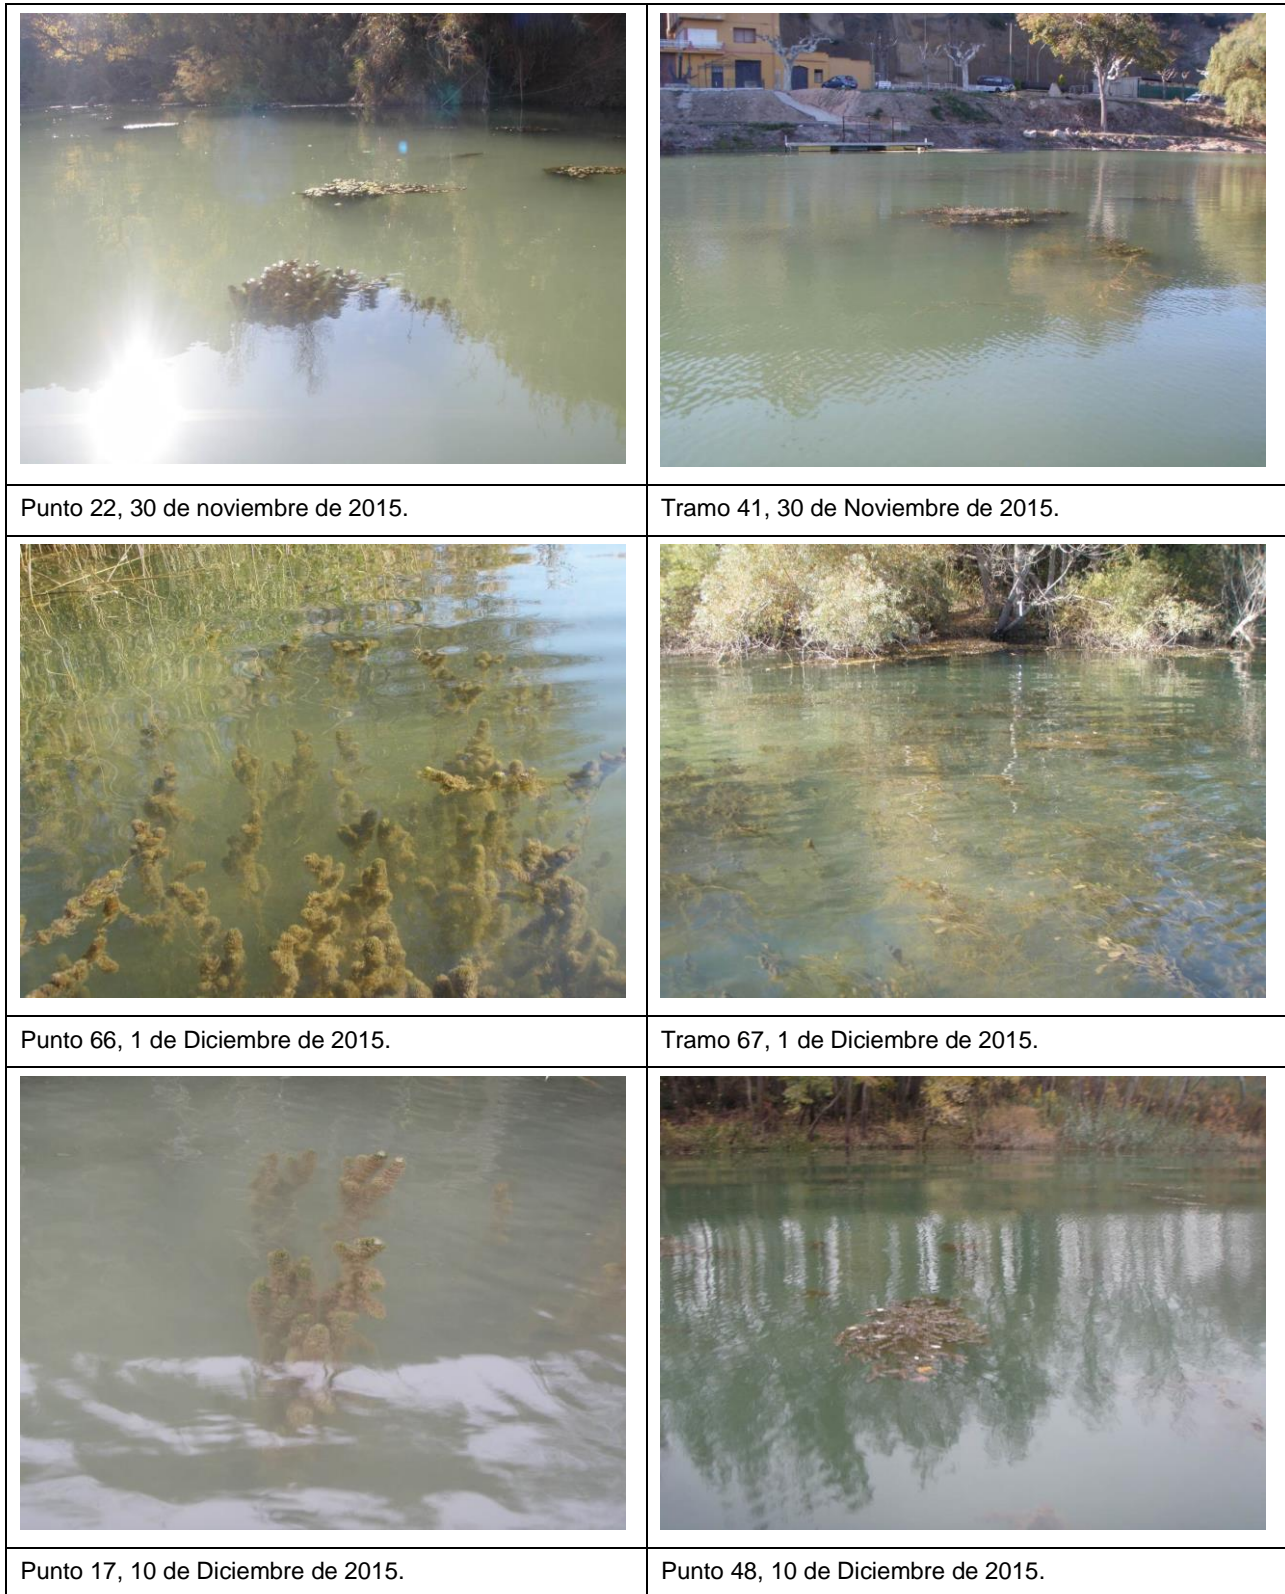 Punto 22, 30 de noviembre de 2015.
Tramo 41, 30 de Noviembre de 2015.
Punto 66, 1 de Diciembre de 2015.
Tramo 67, 1 de Diciembre de 2015.
Punto 17, 10 de Diciembre de 2015.
Punto 48, 10 de Diciembre de 2015.